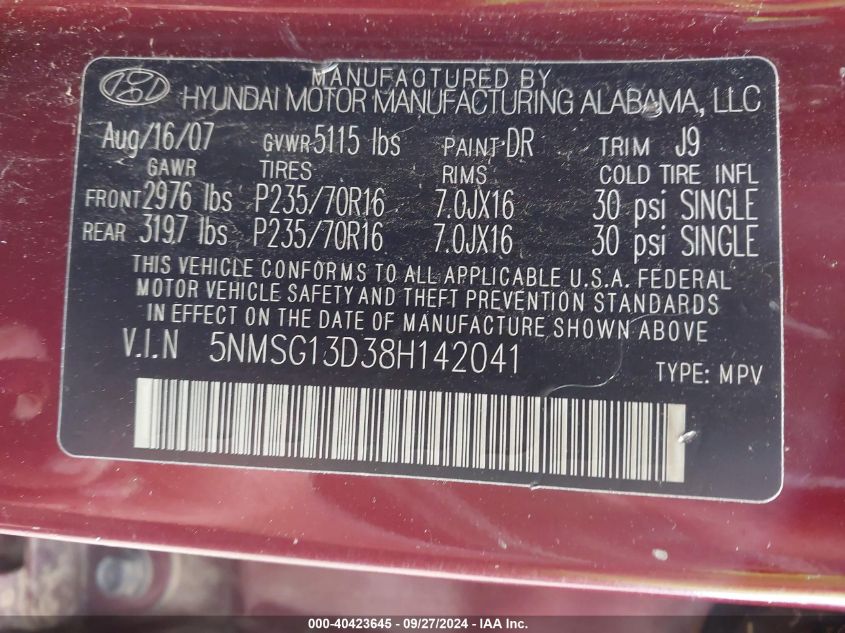 MANUFACTURED BY
HYUNDAI MOTOR MANUFACTURING ALABAMA, LLC
Aug/16/07 GVWR 5115 lbs PAINT DR TRIM J9
GAWR TIRES RIMS COLD TIRE INFL
FRONT 2976 lbs P235/70R16 7.0JX16 30 psi SINGLE
REAR 3197 lbs P235/70R16 7.0JX16 30 psi SINGLE
THIS VEHICLE CONFORMS TO ALL APPLICABLE U.S.A. FEDERAL
MOTOR VEHICLE SAFETY AND THEFT PREVENTION STANDARDS
IN EFFECT ON THE DATE OF MANUFACTURE SHOWN ABOVE.
V.I.N 5NMSG13D38H142041 TYPE: MPV
000-40423645 - 09/27/2024 - IAA Inc.